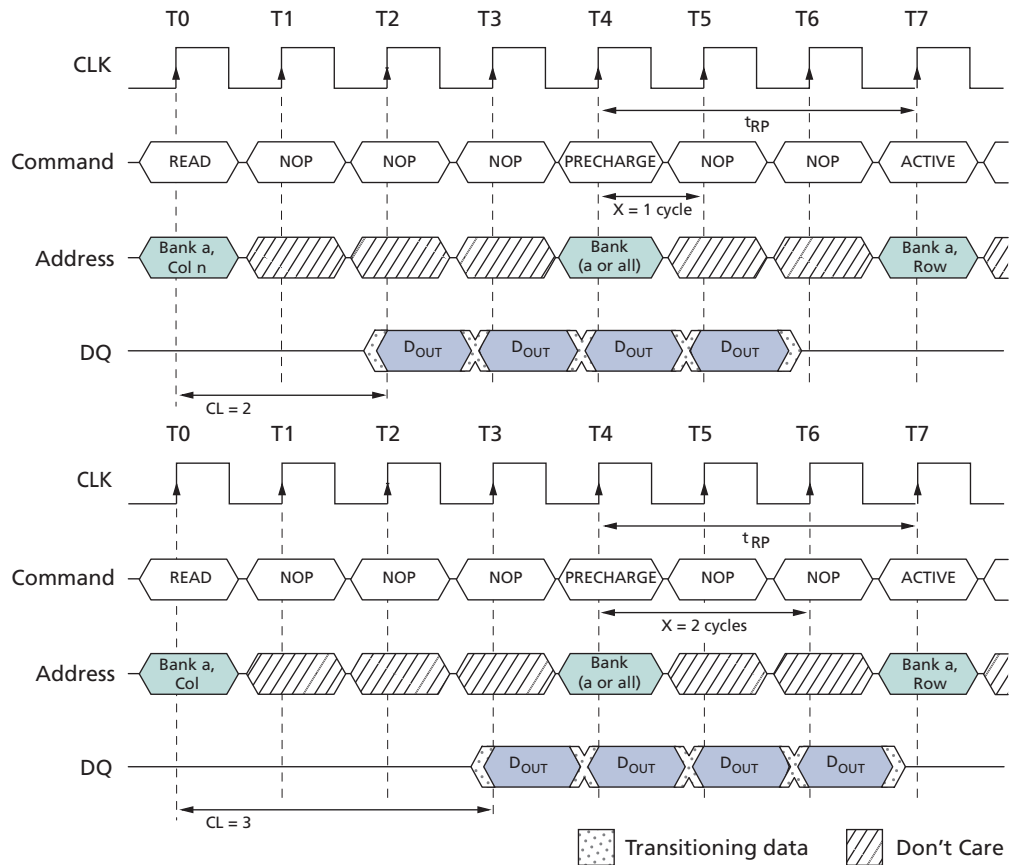 T0 T1 T2 T3 T4 T5 T6 T7
CLK
tRP
Command READ NOP NOP NOP PRECHARGE NOP NOP ACTIVE
X = 1 cycle
Address Bank a, Col n Bank (a or all) Bank a, Row
DQ DOUT DOUT DOUT DOUT
CL = 2
T0 T1 T2 T3 T4 T5 T6 T7
CLK
tRP
Command READ NOP NOP NOP PRECHARGE NOP NOP ACTIVE
X = 2 cycles
Address Bank a, Col Bank (a or all) Bank a, Row
DQ DOUT DOUT DOUT DOUT
CL = 3
Transitioning data Don't Care